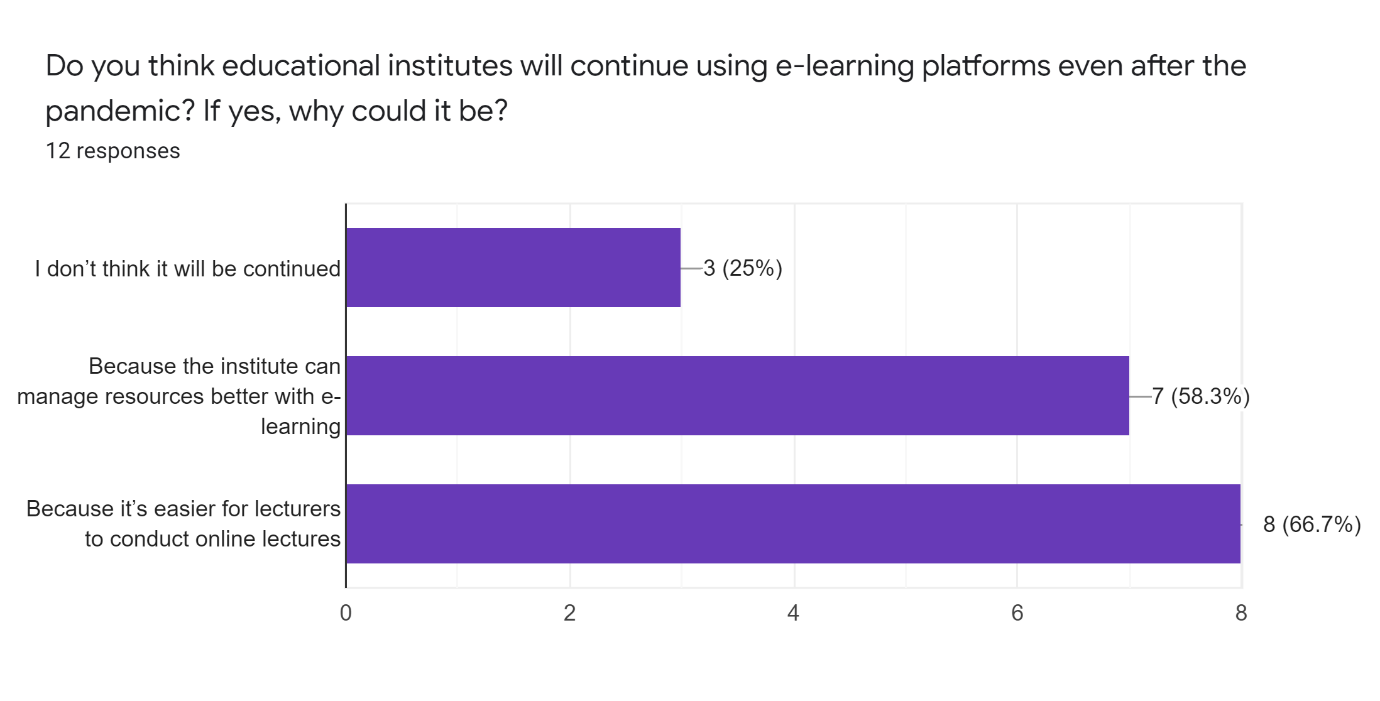 Do you think educational institutes will continue using e-learning platforms even after the
pandemic? If yes, why could it be?
12 responses
I don’t think it will be continued
3 (25%)
Because the institute can
manage resources better with e-
learning
7 (58.3%)
Because it’s easier for lecturers
to conduct online lectures
8 (66.7%)
0 2 4 6 8